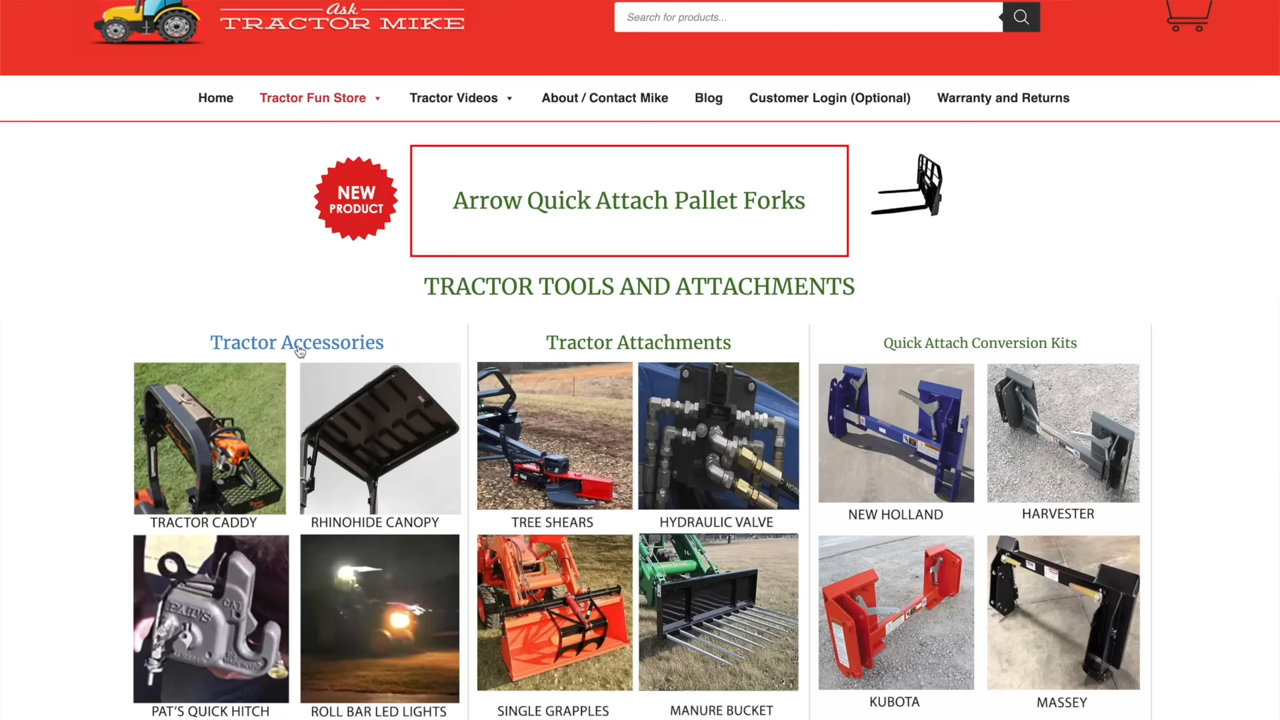 Ask
TRACTOR MIKE
Search for products...
Home
Tractor Fun Store
Tractor Videos
About / Contact Mike
Blog
Customer Login (Optional)
Warranty and Returns
NEW
PRODUCT
Arrow Quick Attach Pallet Forks
TRACTOR TOOLS AND ATTACHMENTS
Tractor Accessories
Tractor Attachments
Quick Attach Conversion Kits
TRACTOR CADDY
RHINOHIDE CANOPY
TREE SHEARS
HYDRAULIC VALVE
NEW HOLLAND
HARVESTER
PAT'S
PAT'S QUICK HITCH
ROLL BAR LED LIGHTS
SINGLE GRAPPLES
MANURE BUCKET
KUBOTA
MASSEY